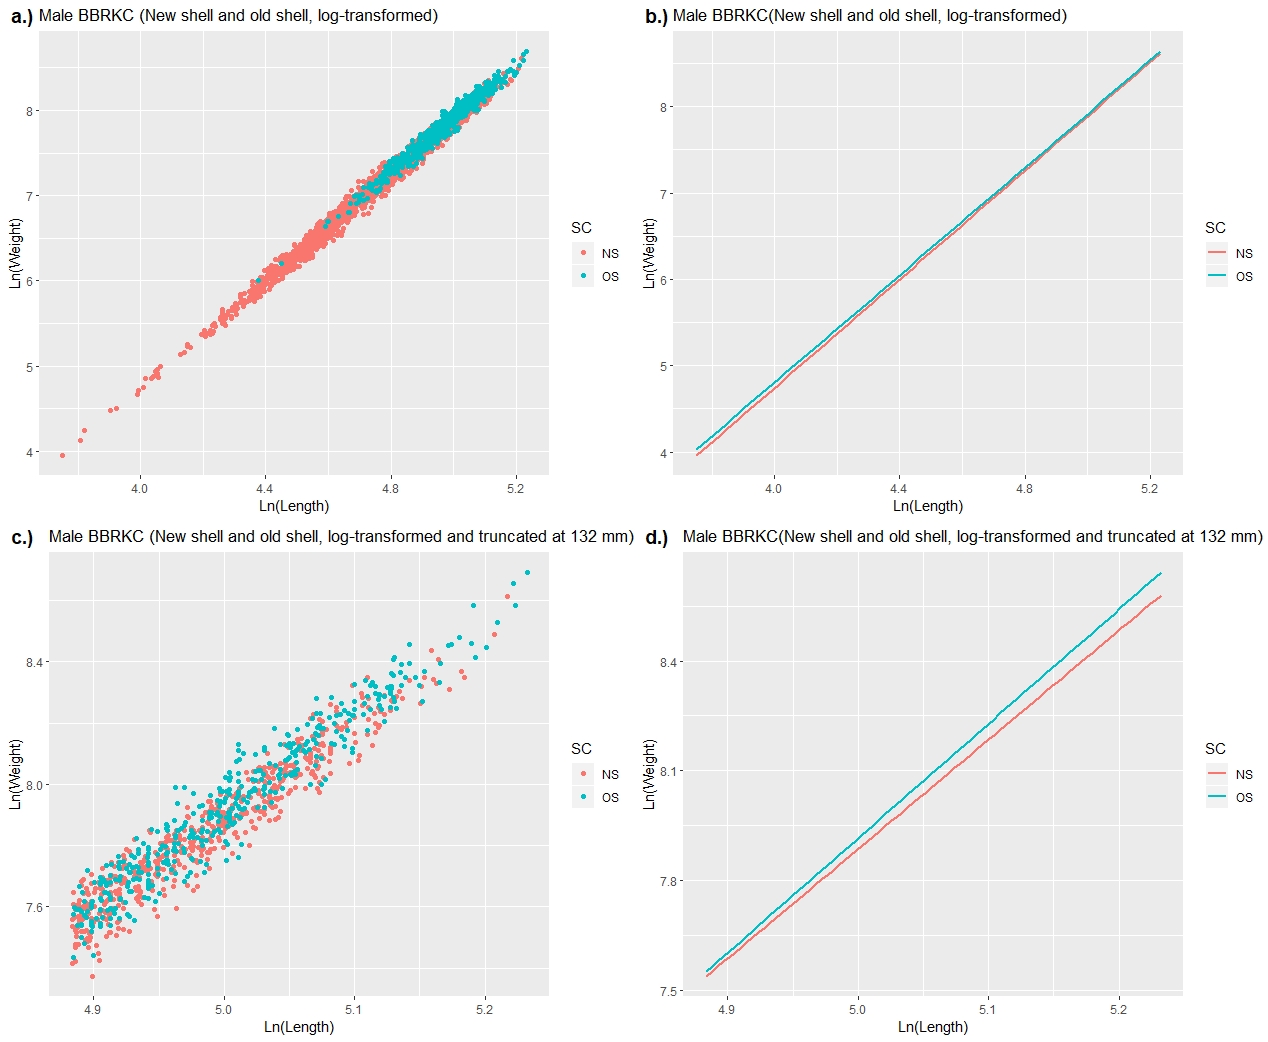 a.) Male BBRKC (New shell and old shell, log-transformed)
8
7
6
5
4
Ln(Weight)
4.0 4.4 4.8 5.2
Ln(Length)
SC
NS
OS
b.) Male BBRKC(New shell and old shell, log-transformed)
8
7
6
5
4
Ln(Weight)
4.0 4.4 4.8 5.2
Ln(Length)
SC
NS
OS
c.) Male BBRKC (New shell and old shell, log-transformed and truncated at 132 mm)
8.4
8.0
7.6
Ln(Weight)
4.9 5.0 5.1 5.2
Ln(Length)
SC
NS
OS
d.) Male BBRKC(New shell and old shell, log-transformed and truncated at 132 mm)
8.4
8.1
7.8
7.5
Ln(Weight)
4.9 5.0 5.1 5.2
Ln(Length)
SC
NS
OS